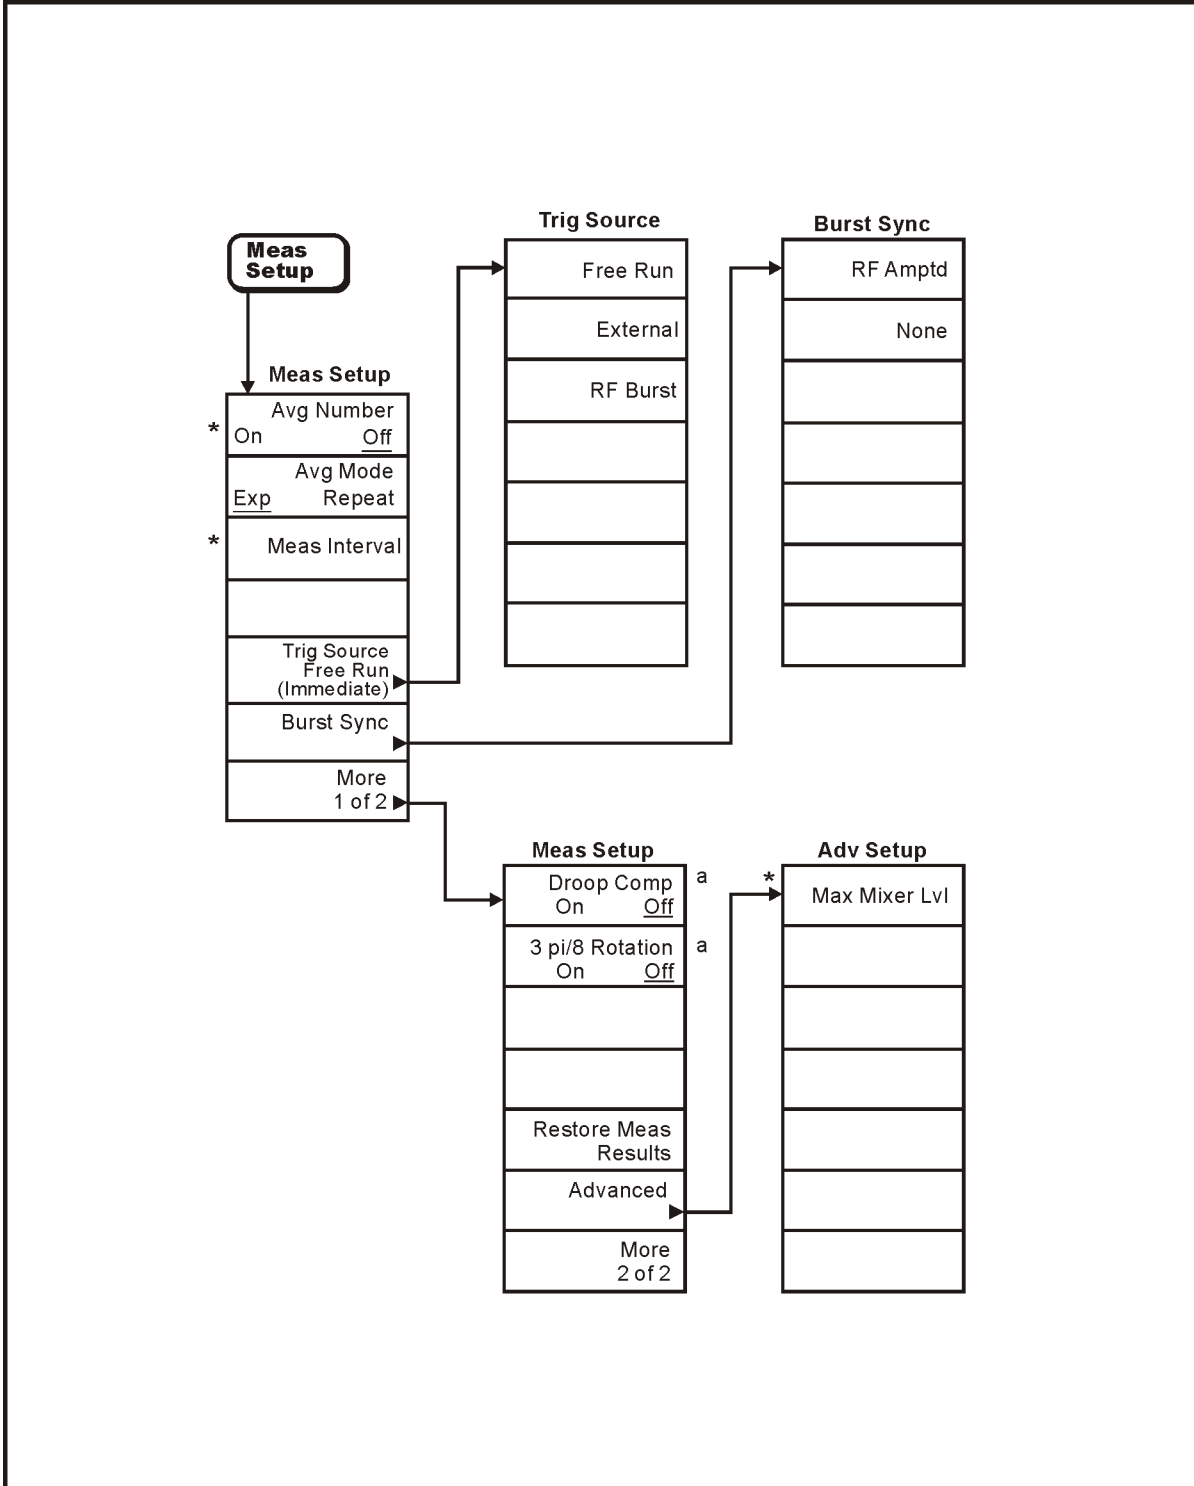 Meas
Setup
Meas Setup
Avg Number
*
On Off
Avg Mode
Exp Repeat
*
Meas Interval
Trig Source
Free Run
(Immediate)
Burst Sync
More
1 of 2
Trig Source
Free Run
External
RF Burst
Burst Sync
RF Amptd
None
Meas Setup
Droop Comp
a
On Off
3 pi/8 Rotation
a
On Off
Restore Meas
Results
Advanced
More
2 of 2
Adv Setup
*
Max Mixer Lvl